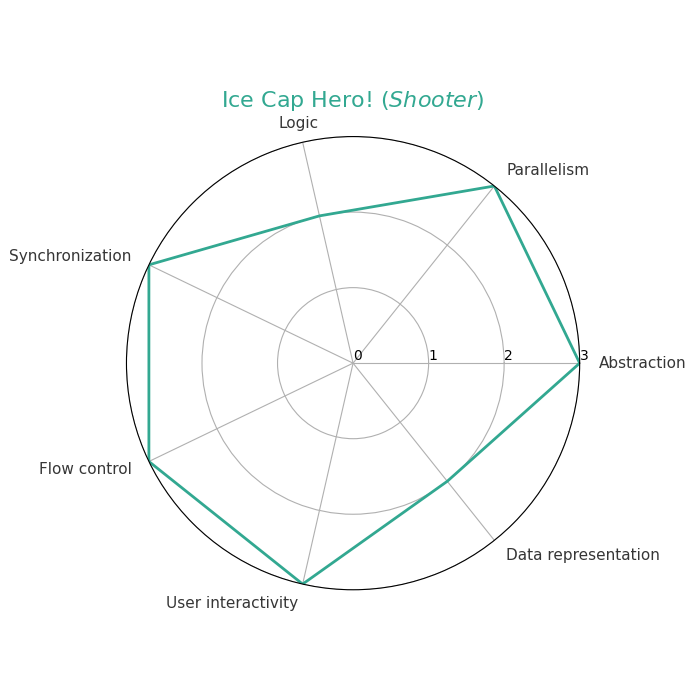 Ice Cap Hero! (Shooter)
Logic
Parallelism
Synchronization
0
1
2
3
Abstraction
Flow control
Data representation
User interactivity